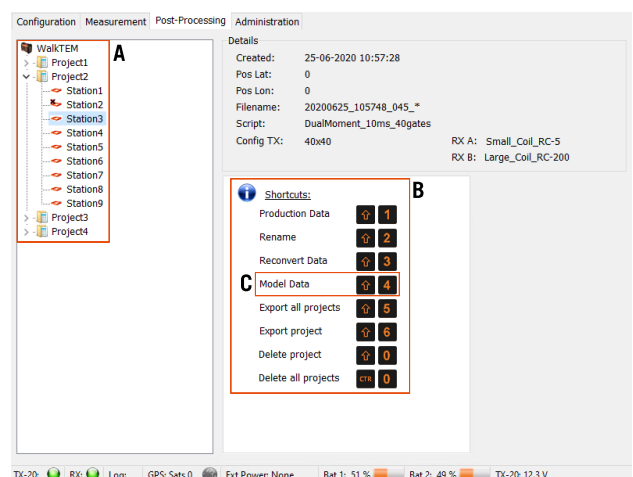 Configuration Measurement Post-Processing Administration
WalkTEM
A
Project1
Project2
Station1
Station2
Station3
Station4
Station5
Station6
Station7
Station8
Station9
Project3
Project4
Details
Created: 25-06-2020 10:57:28
Pos Lat: 0
Pos Lon: 0
Filename: 20200625_105748_045_*
Script: DualMoment_10ms_40gates
Config TX: 40x40 RX A: Small_Coil_RC-5
RX B: Large_Coil_RC-200
B
Shortcuts:
Production Data ⇧ 1
Rename ⇧ 2
Reconvert Data ⇧ 3
C Model Data ⇧ 4
Export all projects ⇧ 5
Export project ⇧ 6
Delete project ⇧ 0
Delete all projects CTR 0
TX-20: RX: Log: GPS: Sats 0 Ext Power: None Bat 1: 51 % Bat 2: 49 % TX-20: 12.3 V